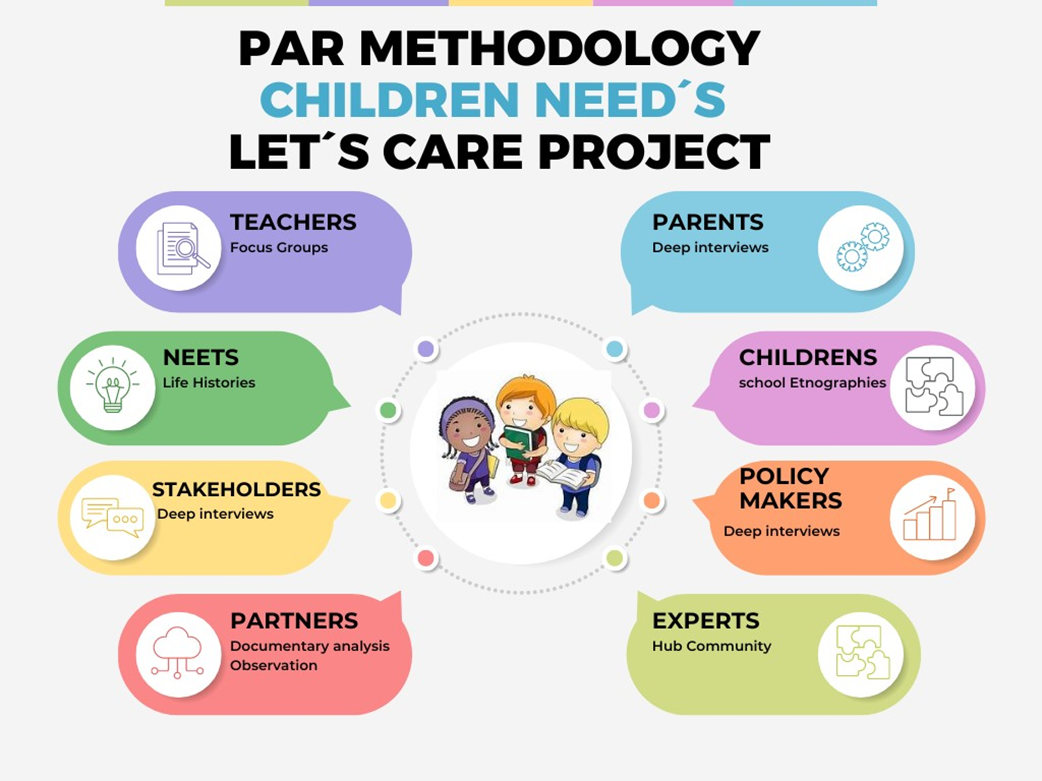 PAR METHODOLOGY
CHILDREN NEED´S
LET´S CARE PROJECT
TEACHERS
Focus Groups
PARENTS
Deep interviews
NEETS
Life Histories
CHILDRENS
school Etnographies
STAKEHOLDERS
Deep interviews
POLICY
MAKERS
Deep interviews
PARTNERS
Documentary analysis
Observation
EXPERTS
Hub Community